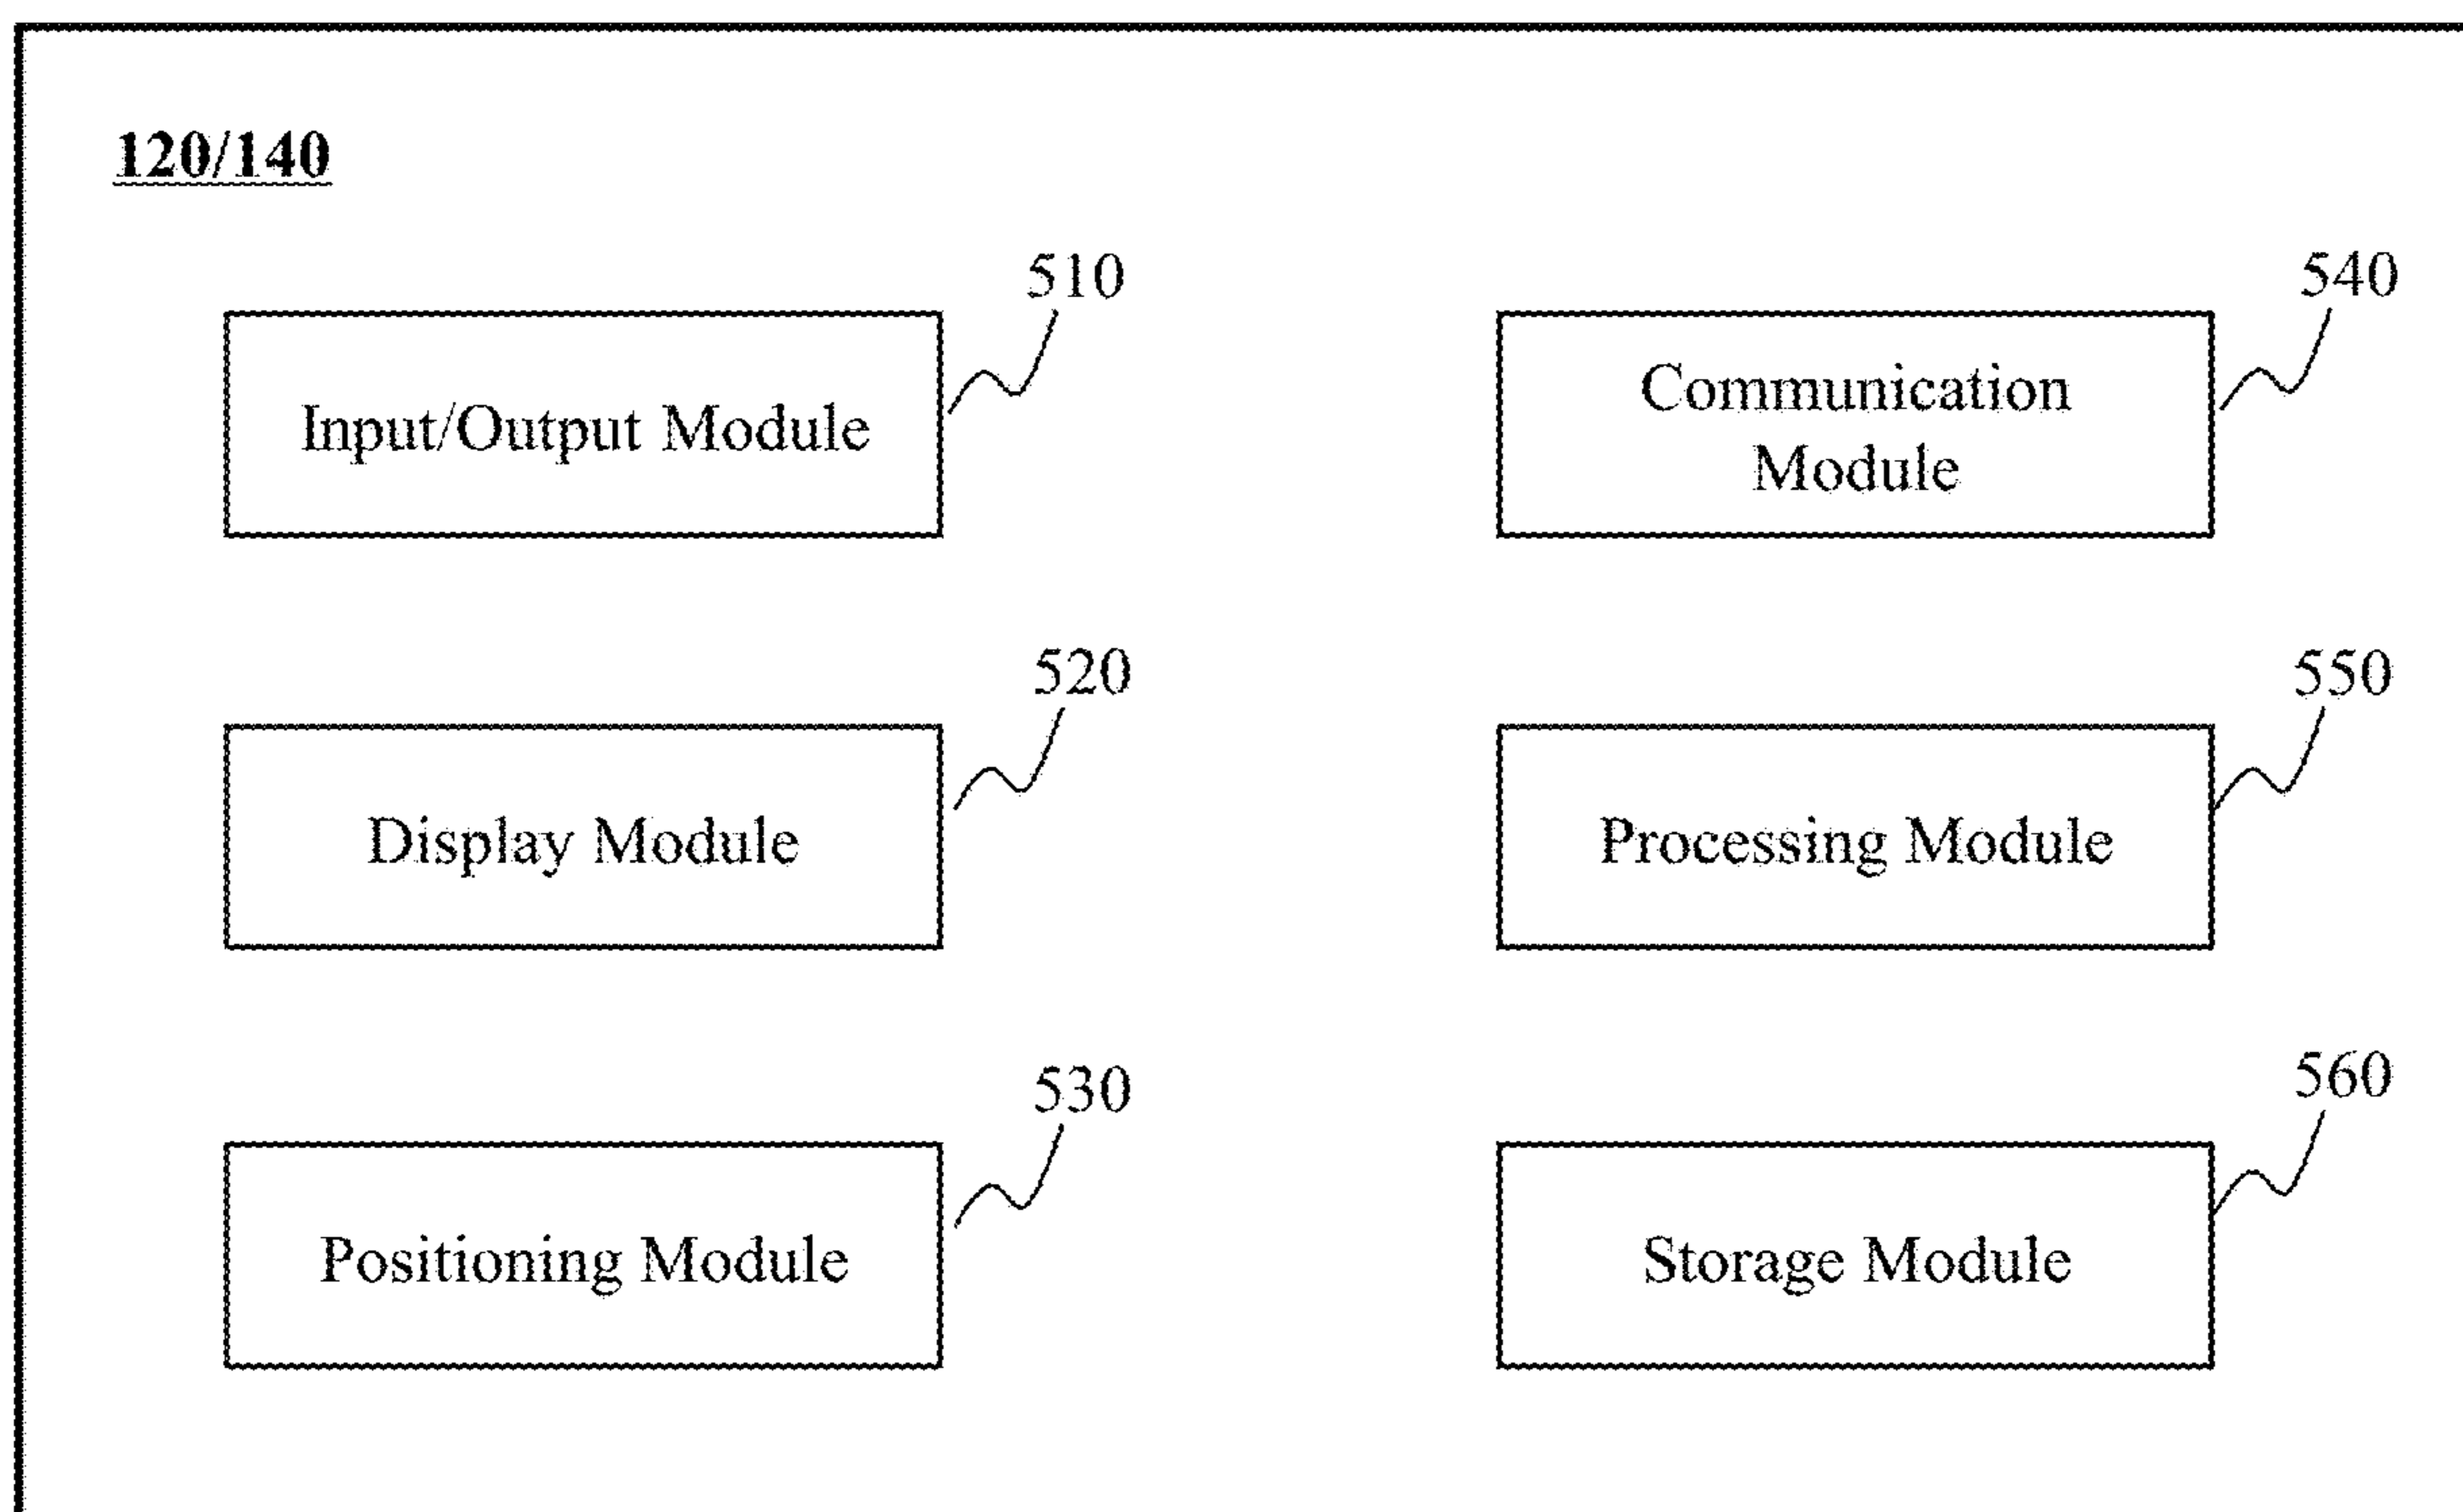 120/140
510
Input/Output Module
540
Communication
Module
520
Display Module
550
Processing Module
530
Positioning Module
560
Storage Module